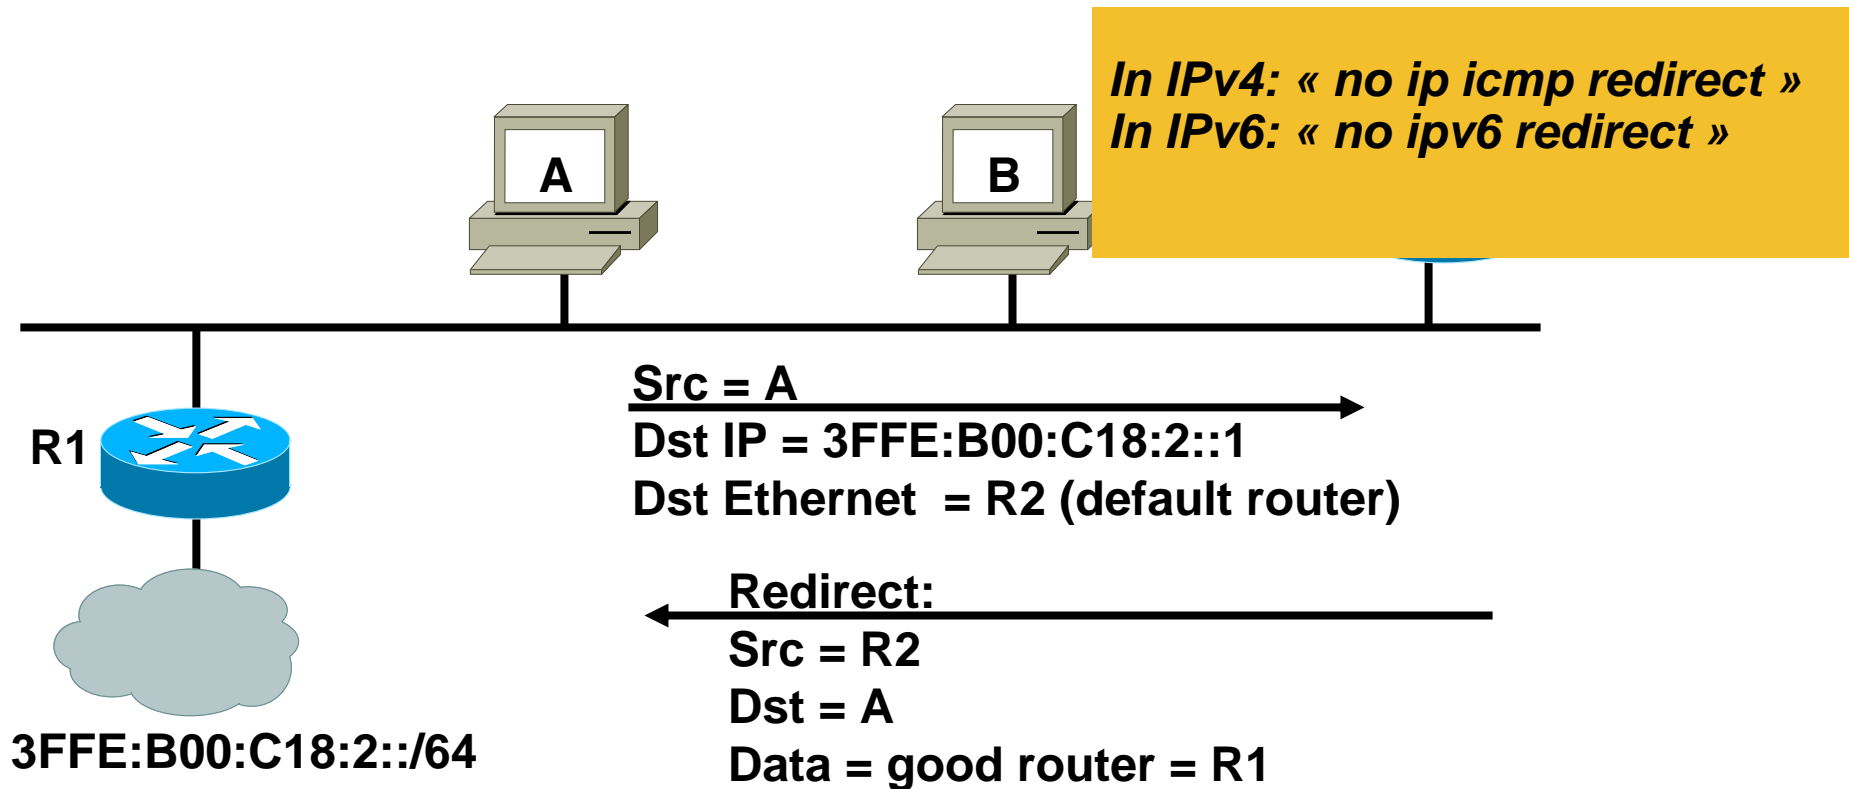 In IPv4: « no ip icmp redirect »
In IPv6: « no ipv6 redirect »
A
B
Src = A
Dst IP = 3FFE:B00:C18:2::1
Dst Ethernet = R2 (default router)
R1
Redirect:
Src = R2
Dst = A
Data = good router = R1
3FFE:B00:C18:2::/64